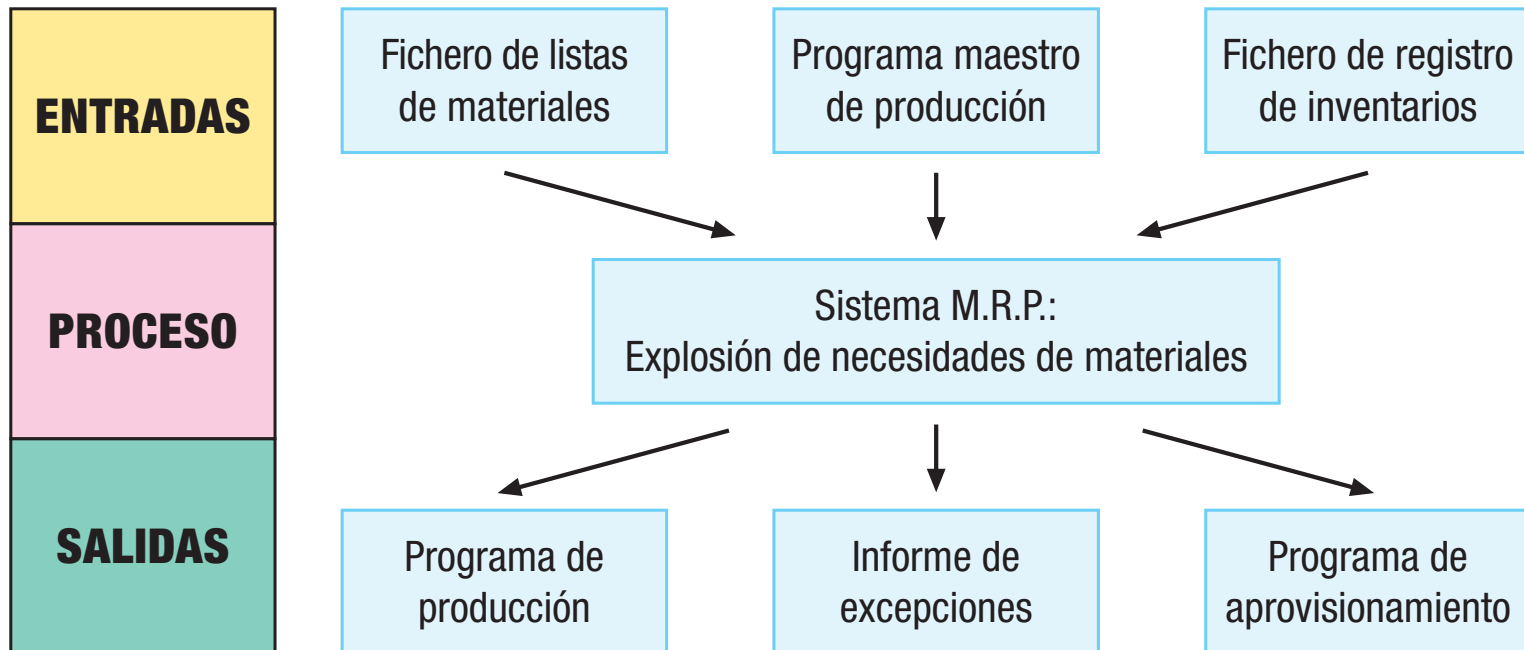 ENTRADAS
Fichero de listas
de materiales
Programa maestro
de producción
Fichero de registro
de inventarios
PROCESO
Sistema M.R.P.:
Explosión de necesidades de materiales
SALIDAS
Programa de
producción
Informe de
excepciones
Programa de
aprovisionamiento